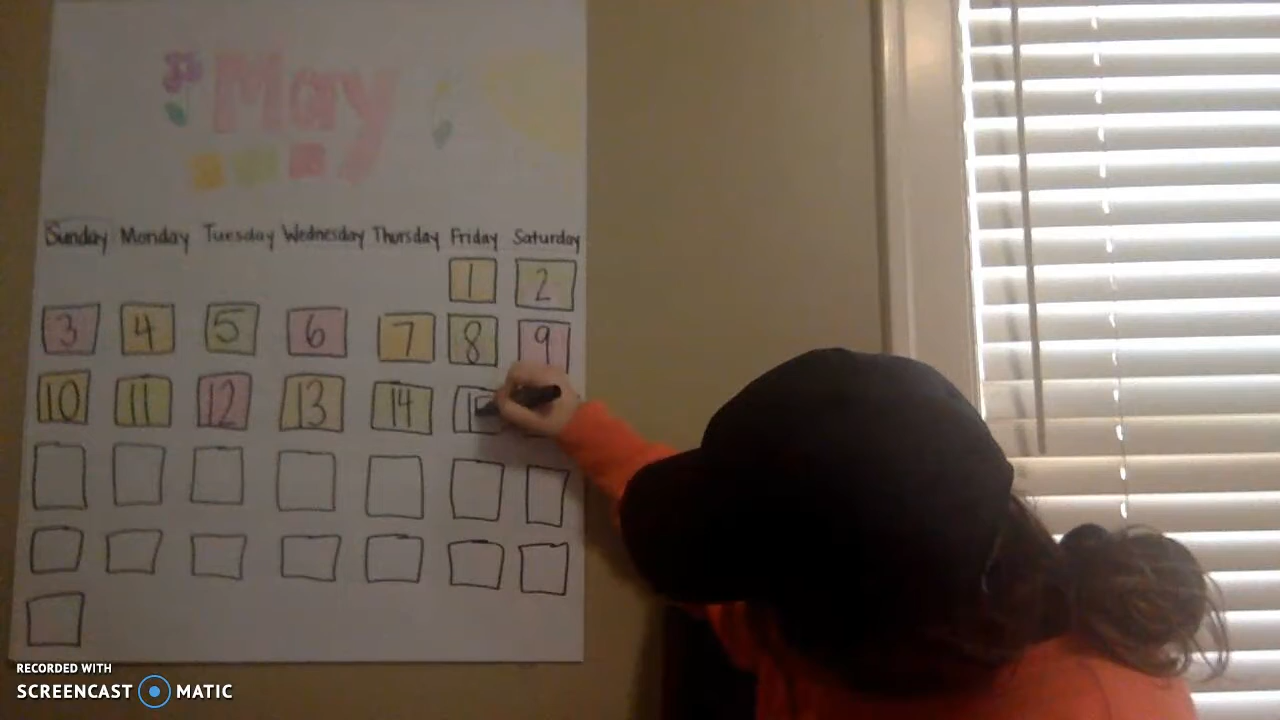 May
Sunday Monday Tuesday Wednesday Thursday Friday Saturday
1 2
3 4 5 6 7 8 9
10 11 12 13 14 1
RECORDED WITH
SCREENCAST MATIC